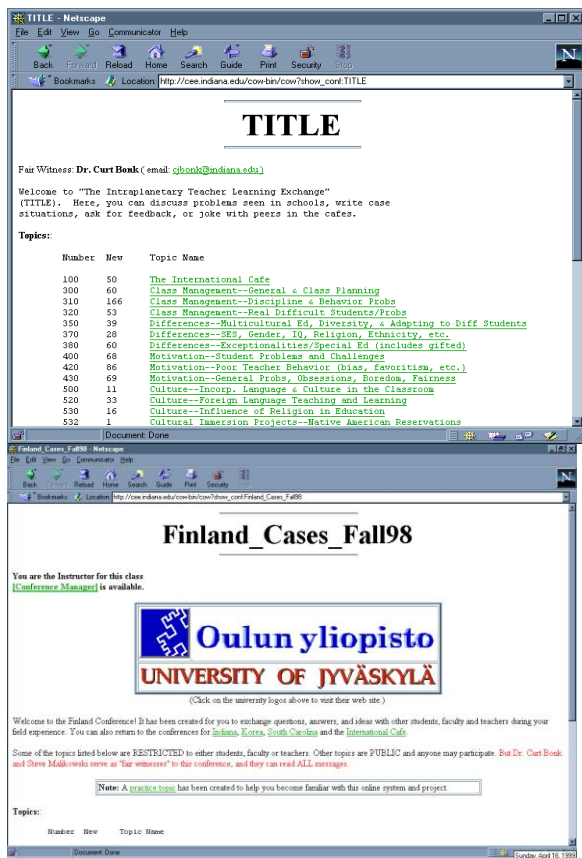 TITLE - Netscape
File Edit View Go Communicator Help
Back Forward Reload Home Search Guide Print Security Stop
N
Bookmarks Location: http://cee.indiana.edu/cow-bin/cow?show_conf:TITLE
TITLE
Fair Witness: Dr. Curt Bonk ( email: cjbonk@indiana.edu )
Welcome to "The Intraplanetary Teacher Learning Exchange"
(TITLE). Here, you can discuss problems seen in schools, write case
situations, ask for feedback, or joke with peers in the cafes.
Topics:
Number New Topic Name
100 50 The International Cafe
300 60 Class Management--General & Class Planning
310 166 Class Management--Discipline & Behavior Probs
320 53 Class Management--Real Difficult Students/Probs
350 39 Differences--Multicultural Ed, Diversity, & Adapting to Diff Students
370 28 Differences--SES, Gender, IQ, Religion, Ethnicity, etc.
380 60 Differences--Exceptionalities/Special Ed (includes gifted)
400 68 Motivation--Student Problems and Challenges
420 86 Motivation--Poor Teacher Behavior (bias, favoritism, etc.)
430 69 Motivation--General Probs, Obsessions, Boredom, Fairness
500 11 Culture--Incorp. Language & Culture in the Classroom
520 33 Culture--Foreign Language Teaching and Learning
530 16 Culture--Influence of Religion in Education
532 1 Cultural Immersion Projects--Native American Reservations
Document: Done
Finland_Cases_Fall98 - Netscape
File Edit View Go Communicator Help
Back Forward Reload Home Search Guide Print Security Stop
N
Bookmarks Location: http://cee.indiana.edu/cow-bin/cow?show_conf:Finland_Cases_Fall98
Finland_Cases_Fall98
You are the Instructor for this class
[Conference Manager] is available.
Oulun yliopisto
UNIVERSITY OF JYVÄSKYLÄ
(Click on the university logos above to visit their web site.)
Welcome to the Finland Conference! It has been created for you to exchange questions, answers, and ideas with other students, faculty and teachers during your
field experience. You can also return to the conferences for Indiana, Korea, South Carolina and the International Cafe.
Some of the topics listed below are RESTRICTED to either students, faculty or teachers. Other topics are PUBLIC and anyone may participate. But Dr. Curt Bonk
and Steve Malikowski serve as "fair witnesses" to this conference, and they can read ALL messages.
Note: A practice topic has been created to help you become familiar with this online system and project.
Topics:
Number New Topic Name
Document: Done
Sunday, April 18, 1999